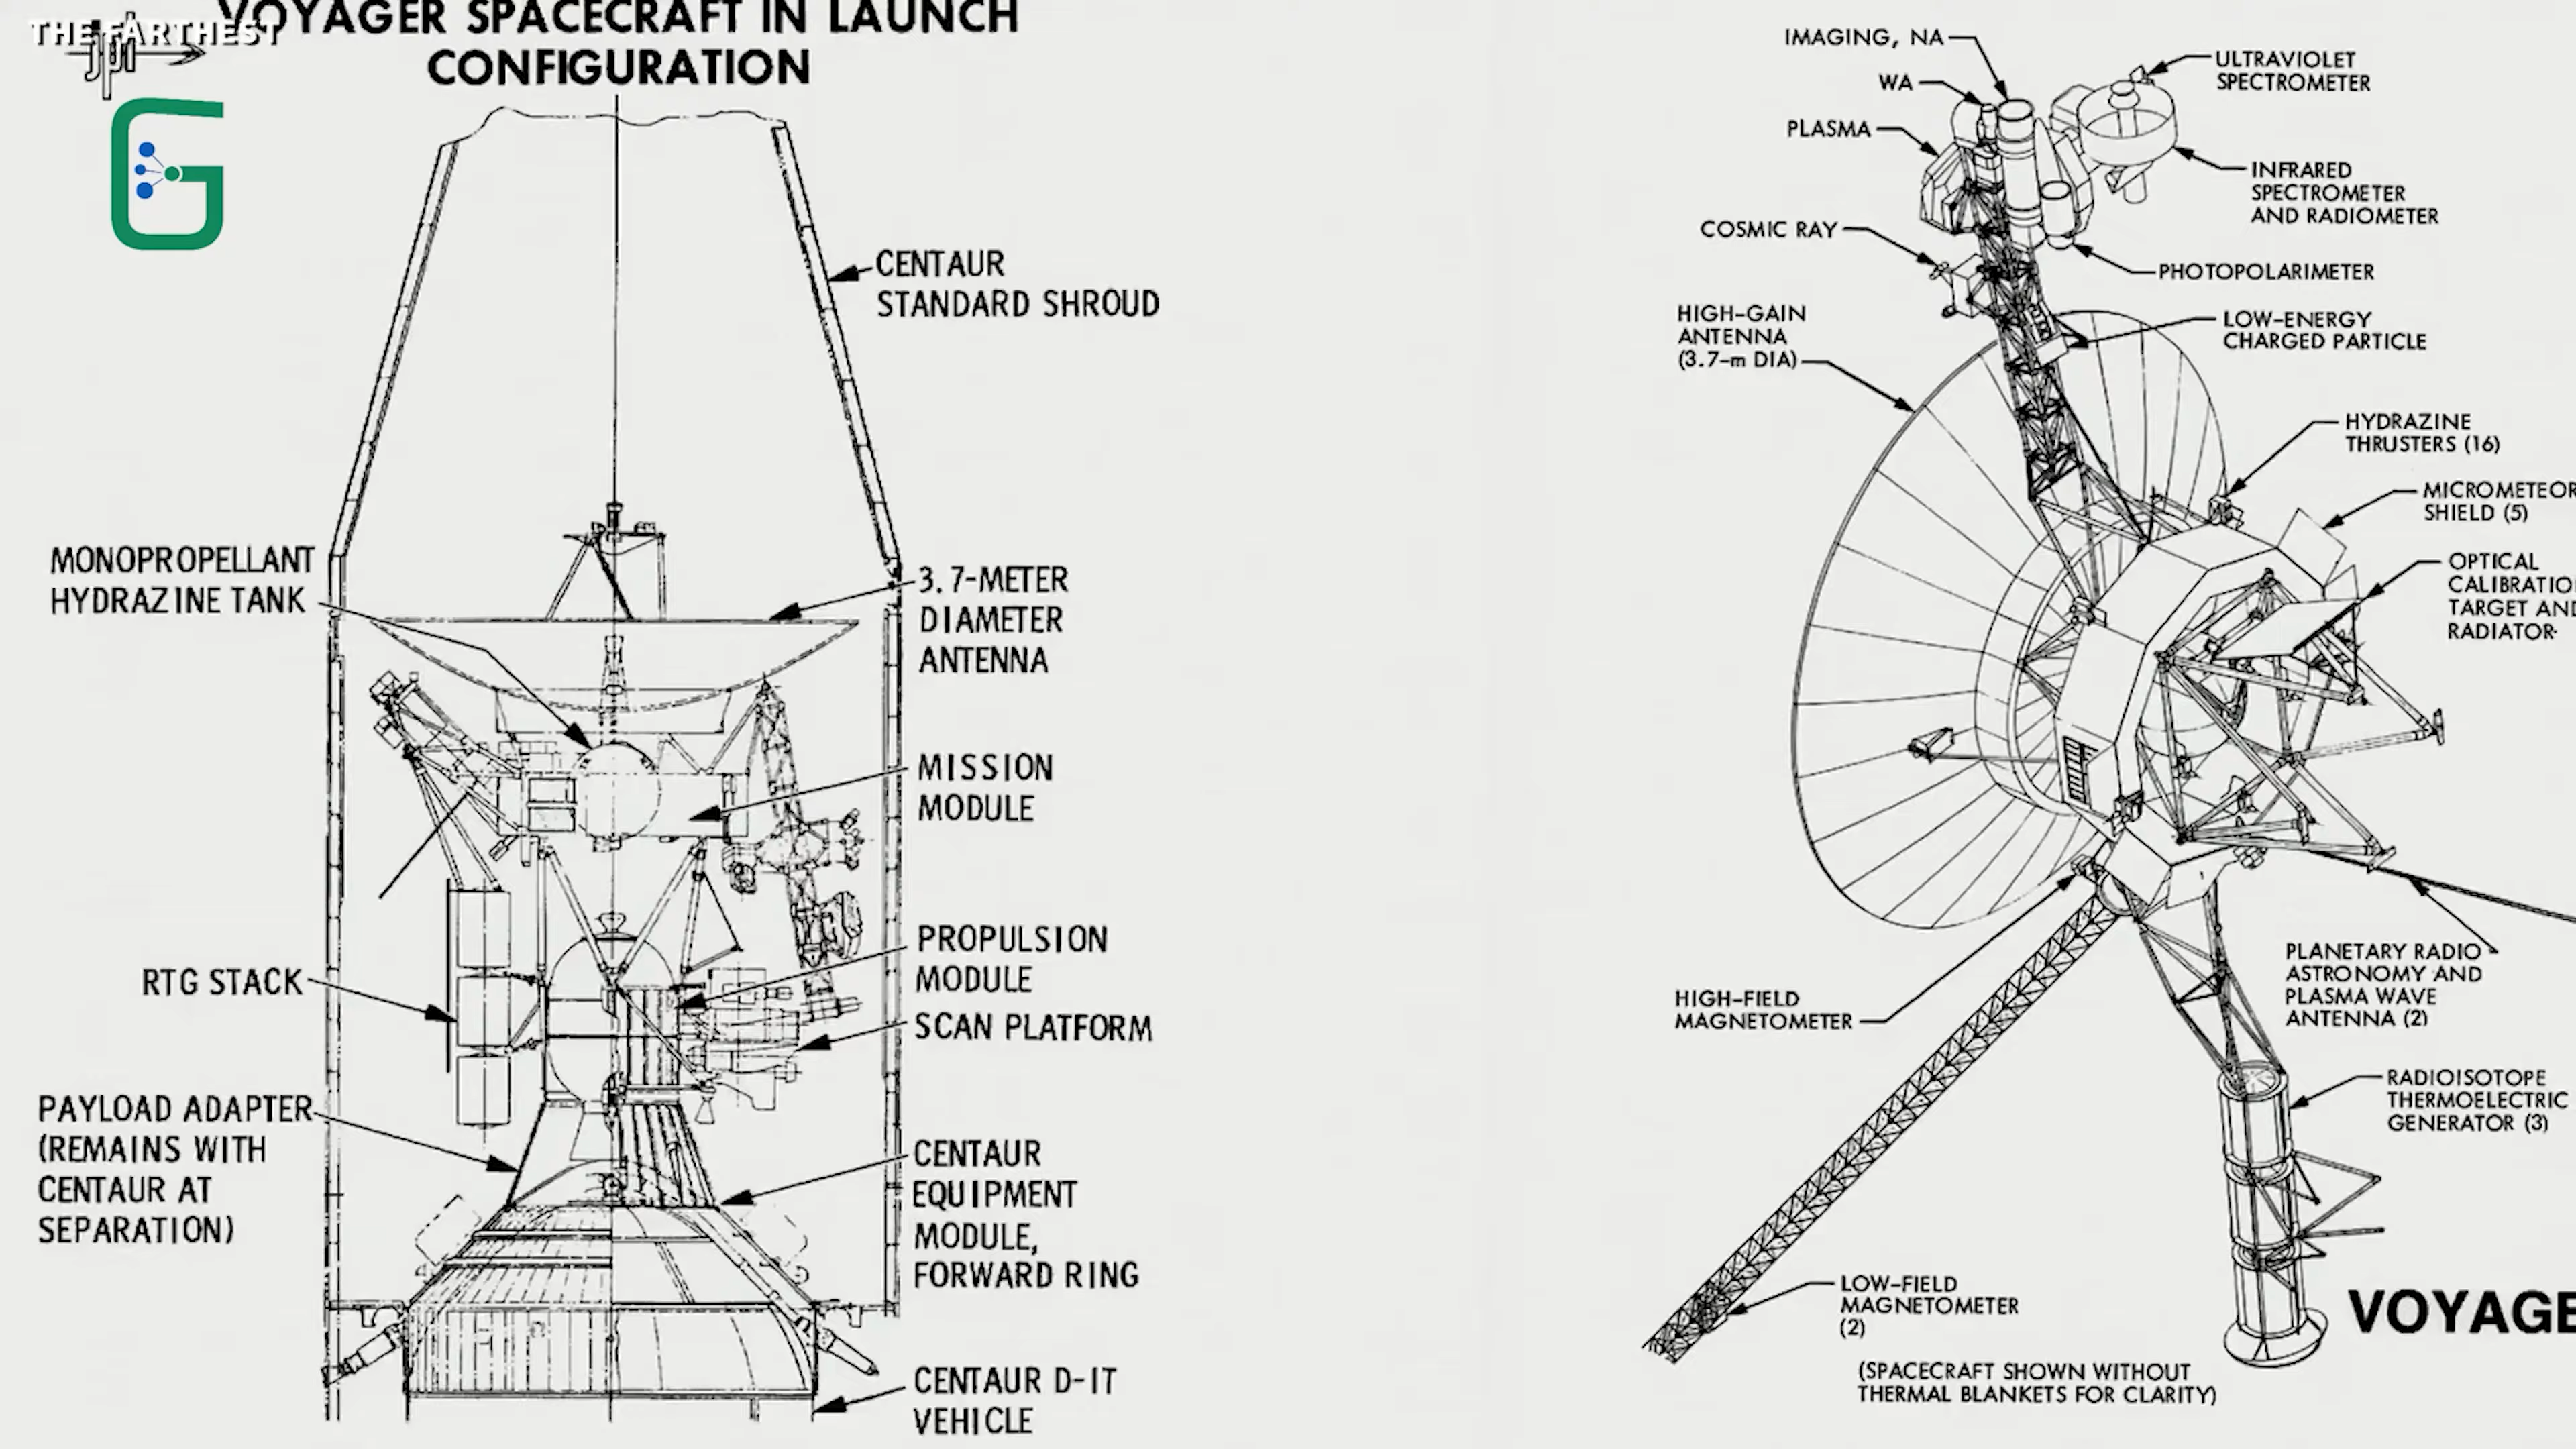 THE FARTHEST
jpl
VOYAGER SPACECRAFT IN LAUNCH
CONFIGURATION
CENTAUR
STANDARD SHROUD
MONOPROPELLANT
HYDRAZINE TANK
3.7-METER
DIAMETER
ANTENNA
MISSION
MODULE
PROPULSION
MODULE
RTG STACK
SCAN PLATFORM
PAYLOAD ADAPTER
(REMAINS WITH
CENTAUR AT
SEPARATION)
CENTAUR
EQUIPMENT
MODULE,
FORWARD RING
CENTAUR D-IT
VEHICLE
IMAGING, NA
WA
PLASMA
COSMIC RAY
HIGH-GAIN
ANTENNA
(3.7-m DIA)
ULTRAVIOLET
SPECTROMETER
INFRARED
SPECTROMETER
AND RADIOMETER
PHOTOPOLARIMETER
LOW-ENERGY
CHARGED PARTICLE
HYDRAZINE
THRUSTERS (16)
MICROMETEOR
SHIELD (5)
OPTICAL
CALIBRATIO
TARGET AND
RADIATOR
HIGH-FIELD
MAGNETOMETER
PLANETARY RADIO
ASTRONOMY AND
PLASMA WAVE
ANTENNA (2)
RADIOISOTOPE
THERMOELECTRIC
GENERATOR (3)
LOW-FIELD
MAGNETOMETER
(2)
(SPACECRAFT SHOWN WITHOUT
THERMAL BLANKETS FOR CLARITY)
VOYAGE